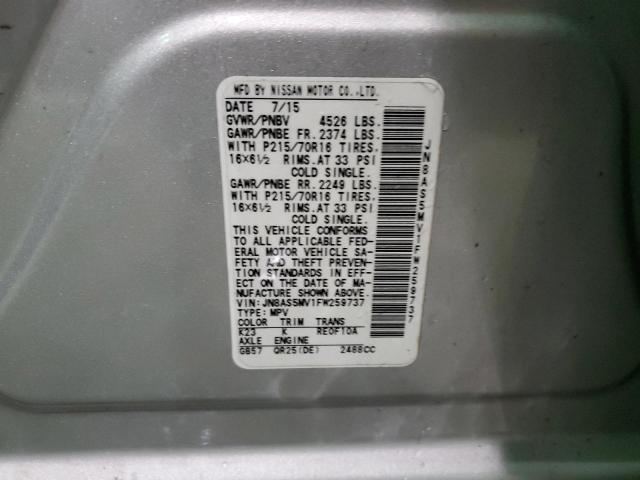 MFD BY NISSAN MOTOR CO.,LTD.
DATE 7/15
GVWR/PNBV 4526 LBS.
GAWR/PNBE FR. 2374 LBS.
WITH P215/70R16 TIRES.
16×6½ RIMS.AT 33 PSI
COLD SINGLE.
GAWR/PNBE RR. 2249 LBS.
WITH P215/70R16 TIRES.
16×6½ RIMS.AT 33 PSI
COLD SINGLE.
THIS VEHICLE CONFORMS
TO ALL APPLICABLE FED-
ERAL MOTOR VEHICLE SA-
FETY AND THEFT PREVEN-
TION STANDARDS IN EFF-
ECT ON THE DATE OF MA-
NUFACTURE SHOWN ABOVE.
VIN:JN8AS5MV1FW259737
TYPE:MPV
COLOR TRIM TRANS
K23 K RE0F10A
AXLE ENGINE
GB57 QR25(DE) 2488CC
JN8AS5MV1FW259737